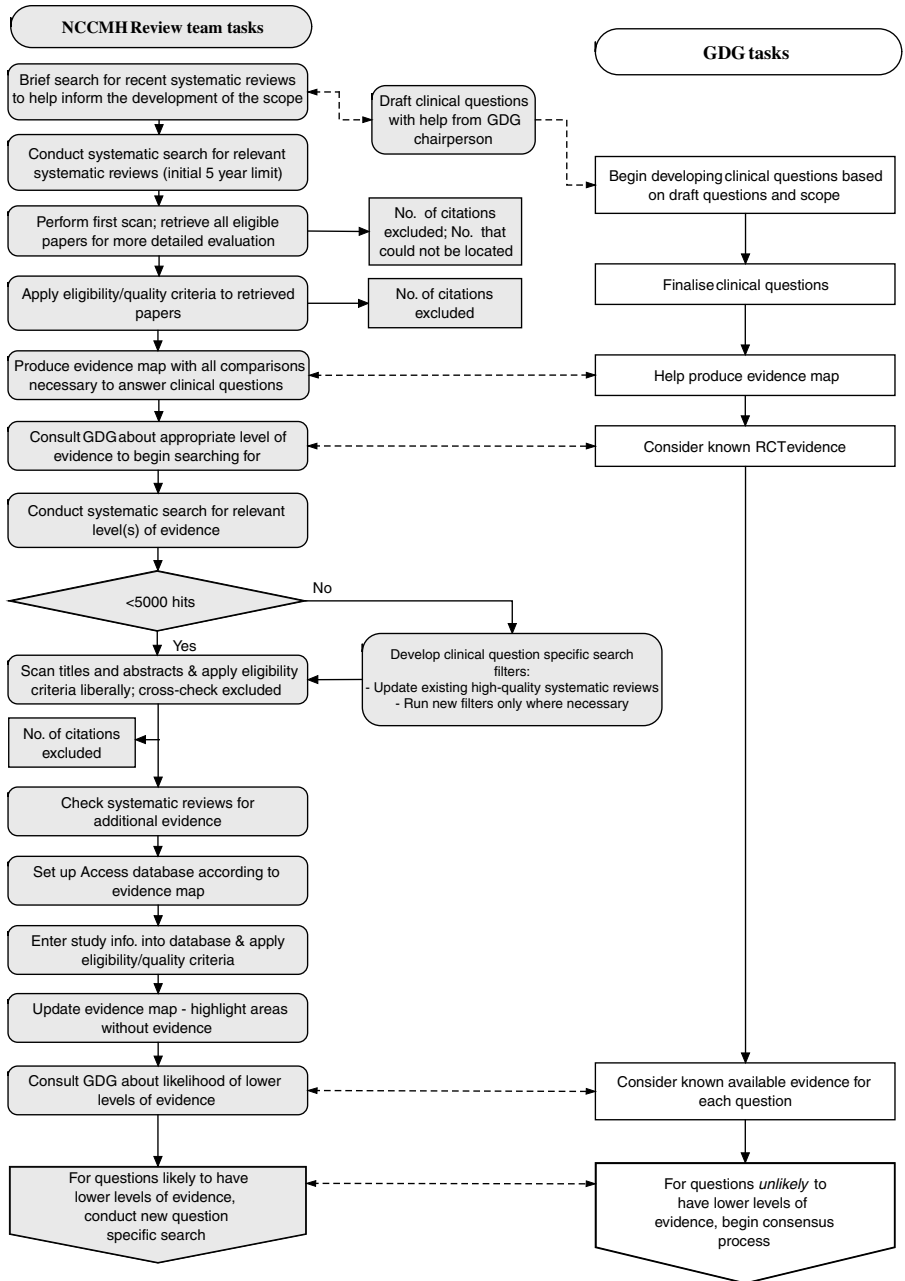 NCCMH Review team tasks
GDG tasks
Brief search for recent systematic reviews
to help inform the development of the scope
Draft clinical questions
with help from GDG
chairperson
Conduct systematic search for relevant
systematic reviews (initial 5 year limit)
Begin developing clinical questions based
on draft questions and scope
Perform first scan; retrieve all eligible
papers for more detailed evaluation
No. of citations
excluded; No. that
could not be located
Apply eligibility/quality criteria to retrieved
papers
No. of citations
excluded
Finalise clinical questions
Produce evidence map with all comparisons
necessary to answer clinical questions
Help produce evidence map
Consult GDG about appropriate level of
evidence to begin searching for
Consider known RCT evidence
Conduct systematic search for relevant
level(s) of evidence
<5000 hits
No
Yes
Develop clinical question specific search
filters:
- Update existing high-quality systematic reviews
- Run new filters only where necessary
Scan titles and abstracts & apply eligibility
criteria liberally; cross-check excluded
No. of citations
excluded
Check systematic reviews for
additional evidence
Set up Access database according to
evidence map
Enter study info. into database & apply
eligibility/quality criteria
Update evidence map - highlight areas
without evidence
Consult GDG about likelihood of lower
levels of evidence
Consider known available evidence for
each question
For questions likely to have
lower levels of evidence,
conduct new question
specific search
For questions unlikely to
have lower levels of
evidence, begin consensus
process